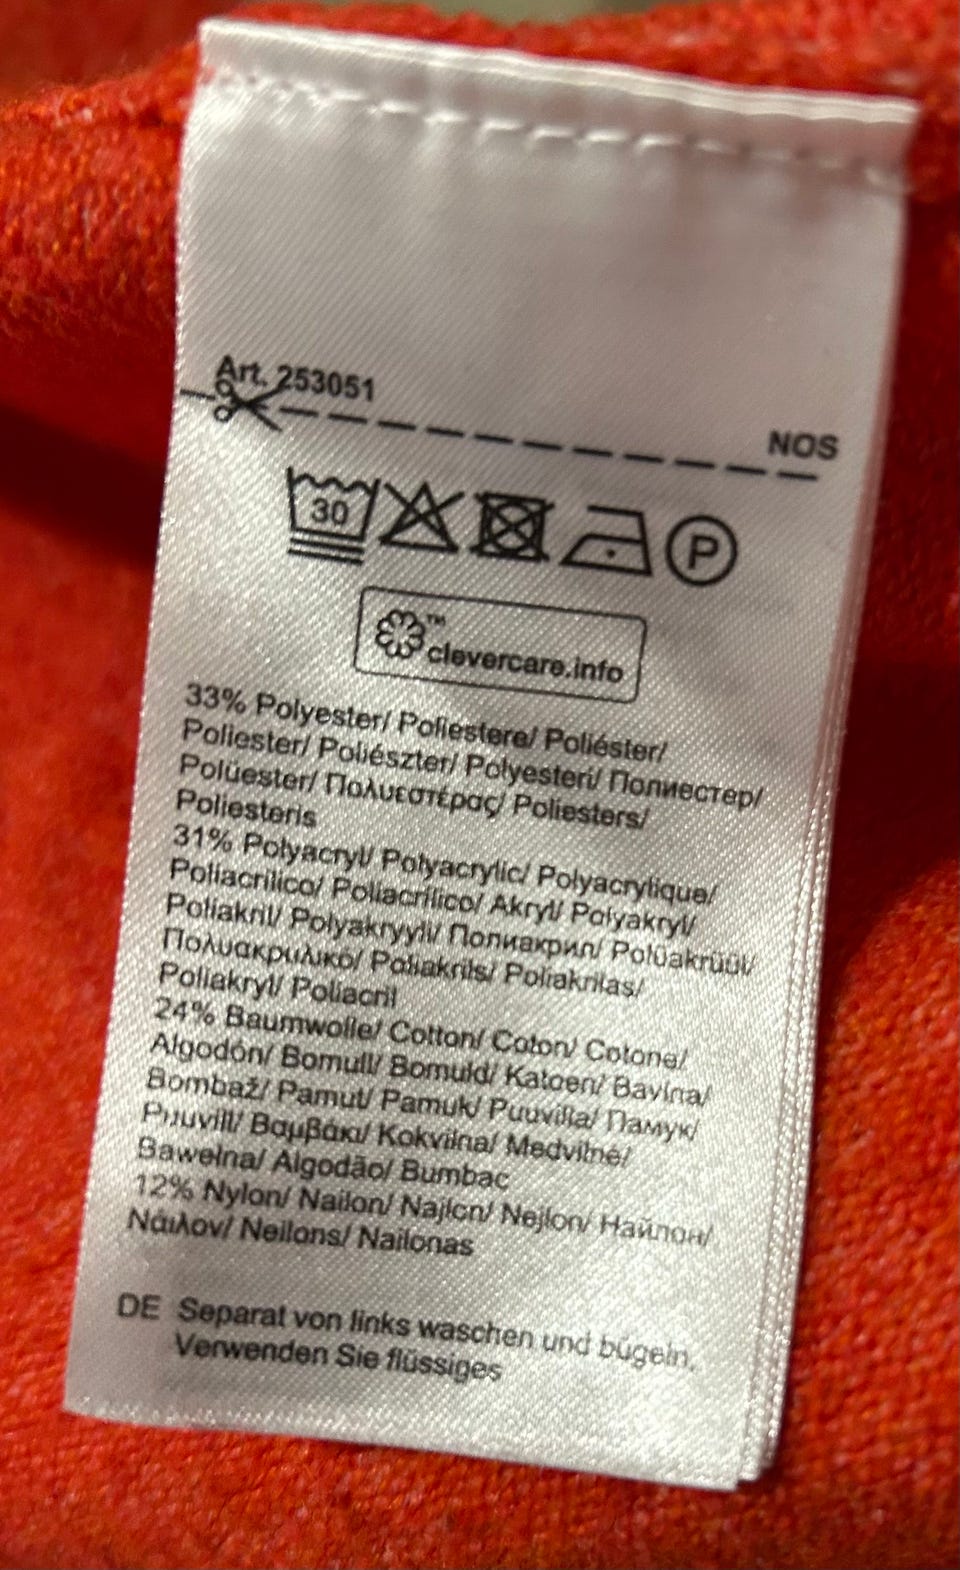 Art. 253051
NOS
30
P
™
clevercare.info
33% Polyester/ Poliestere/ Poliéster/
Poliester/ Poliészter/ Polyesteri/ Полиестер/
Polüester/ Πολυεστέρας/ Poliesters/
Poliesteris
31% Polyacryl/ Polyacrylic/ Polyacrylique/
Poliacrilico/ Poliacrílico/ Akryl/ Polyakryl/
Poliakril/ Polyakryyli/ Полиакрил/ Polüakrüül/
Πολυακρυλικό/ Poliakrils/ Poliakrilas/
Poliakryl/ Poliacril
24% Baumwolle/ Cotton/ Coton/ Cotone/
Algodón/ Bomull/ Bomuld/ Katoen/ Bavlna/
Bombaž/ Pamut/ Pamuk/ Puuvilla/ Памук/
Puuvill/ Βαμβάκι/ Kokvilna/ Medvilnė/
Bawełna/ Algodão/ Bumbac
12% Nylon/ Nailon/ Najlon/ Nejlon/ Найлон/
Νάιλον/ Neilons/ Nailonas
DE Separat von links waschen und bügeln.
Verwenden Sie flüssiges